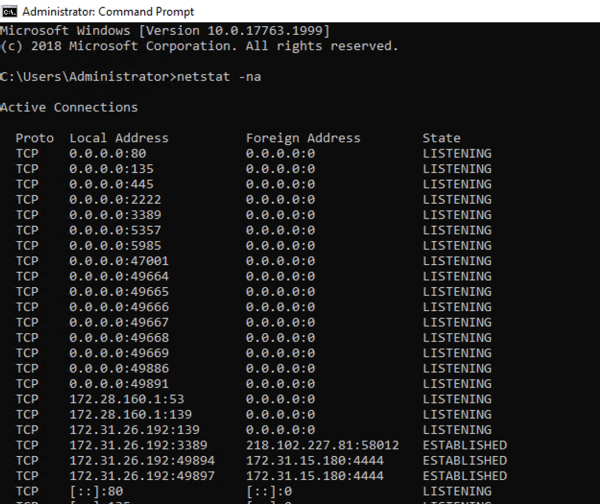 Administrator: Command Prompt
Microsoft Windows [Version 10.0.17763.1999]
(c) 2018 Microsoft Corporation. All rights reserved.
C:\Users\Administrator>netstat -na
Active Connections
Proto Local Address Foreign Address State
TCP 0.0.0.0:80 0.0.0.0:0 LISTENING
TCP 0.0.0.0:135 0.0.0.0:0 LISTENING
TCP 0.0.0.0:445 0.0.0.0:0 LISTENING
TCP 0.0.0.0:2222 0.0.0.0:0 LISTENING
TCP 0.0.0.0:3389 0.0.0.0:0 LISTENING
TCP 0.0.0.0:5357 0.0.0.0:0 LISTENING
TCP 0.0.0.0:5985 0.0.0.0:0 LISTENING
TCP 0.0.0.0:47001 0.0.0.0:0 LISTENING
TCP 0.0.0.0:49664 0.0.0.0:0 LISTENING
TCP 0.0.0.0:49665 0.0.0.0:0 LISTENING
TCP 0.0.0.0:49666 0.0.0.0:0 LISTENING
TCP 0.0.0.0:49667 0.0.0.0:0 LISTENING
TCP 0.0.0.0:49668 0.0.0.0:0 LISTENING
TCP 0.0.0.0:49669 0.0.0.0:0 LISTENING
TCP 0.0.0.0:49886 0.0.0.0:0 LISTENING
TCP 0.0.0.0:49891 0.0.0.0:0 LISTENING
TCP 172.28.160.1:53 0.0.0.0:0 LISTENING
TCP 172.28.160.1:139 0.0.0.0:0 LISTENING
TCP 172.31.26.192:139 0.0.0.0:0 LISTENING
TCP 172.31.26.192:3389 218.102.227.81:58012 ESTABLISHED
TCP 172.31.26.192:49894 172.31.15.180:4444 ESTABLISHED
TCP 172.31.26.192:49897 172.31.15.180:4444 ESTABLISHED
TCP [::]:80 [::]:0 LISTENING